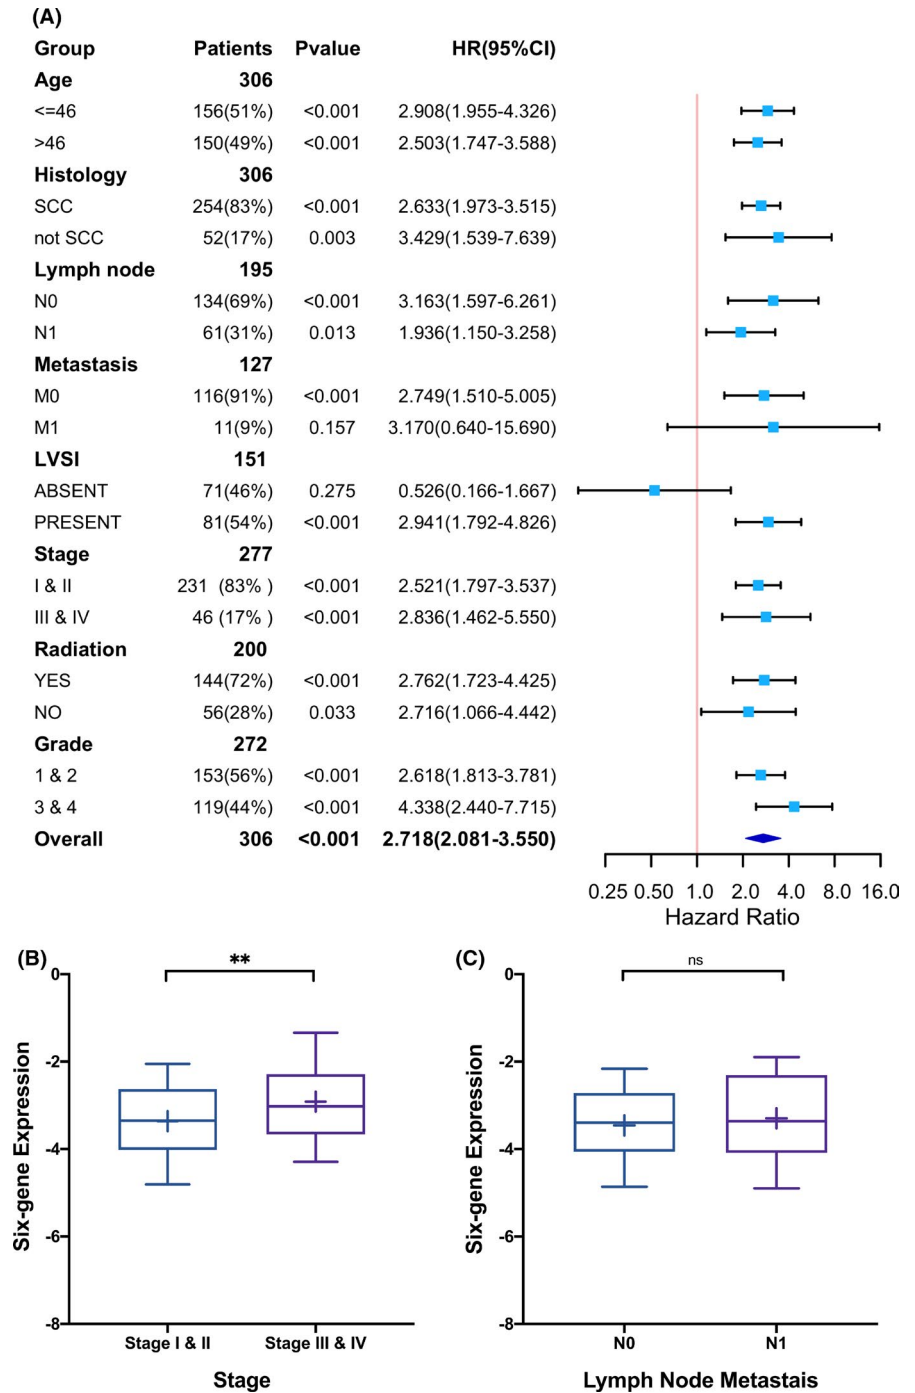 (A)
Group Patients Pvalue HR(95%CI)
Age 306
<=46 156(51%) <0.001 2.908(1.955-4.326)
>46 150(49%) <0.001 2.503(1.747-3.588)
Histology 306
SCC 254(83%) <0.001 2.633(1.973-3.515)
not SCC 52(17%) 0.003 3.429(1.539-7.639)
Lymph node 195
N0 134(69%) <0.001 3.163(1.597-6.261)
N1 61(31%) 0.013 1.936(1.150-3.258)
Metastasis 127
M0 116(91%) <0.001 2.749(1.510-5.005)
M1 11(9%) 0.157 3.170(0.640-15.690)
LVSI 151
ABSENT 71(46%) 0.275 0.526(0.166-1.667)
PRESENT 81(54%) <0.001 2.941(1.792-4.826)
Stage 277
I & II 231 (83% ) <0.001 2.521(1.797-3.537)
III & IV 46 (17% ) <0.001 2.836(1.462-5.550)
Radiation 200
YES 144(72%) <0.001 2.762(1.723-4.425)
NO 56(28%) 0.033 2.716(1.066-4.442)
Grade 272
1 & 2 153(56%) <0.001 2.618(1.813-3.781)
3 & 4 119(44%) <0.001 4.338(2.440-7.715)
Overall 306 <0.001 2.718(2.081-3.550)
0.25 0.50 1.0 2.0 4.0 8.0 16.0
Hazard Ratio
(B)
**
0
-2
-4
-6
-8
Six-gene Expression
Stage I & II Stage III & IV
Stage
(C)
ns
0
-2
-4
-6
-8
Six-gene Expression
N0 N1
Lymph Node Metastais